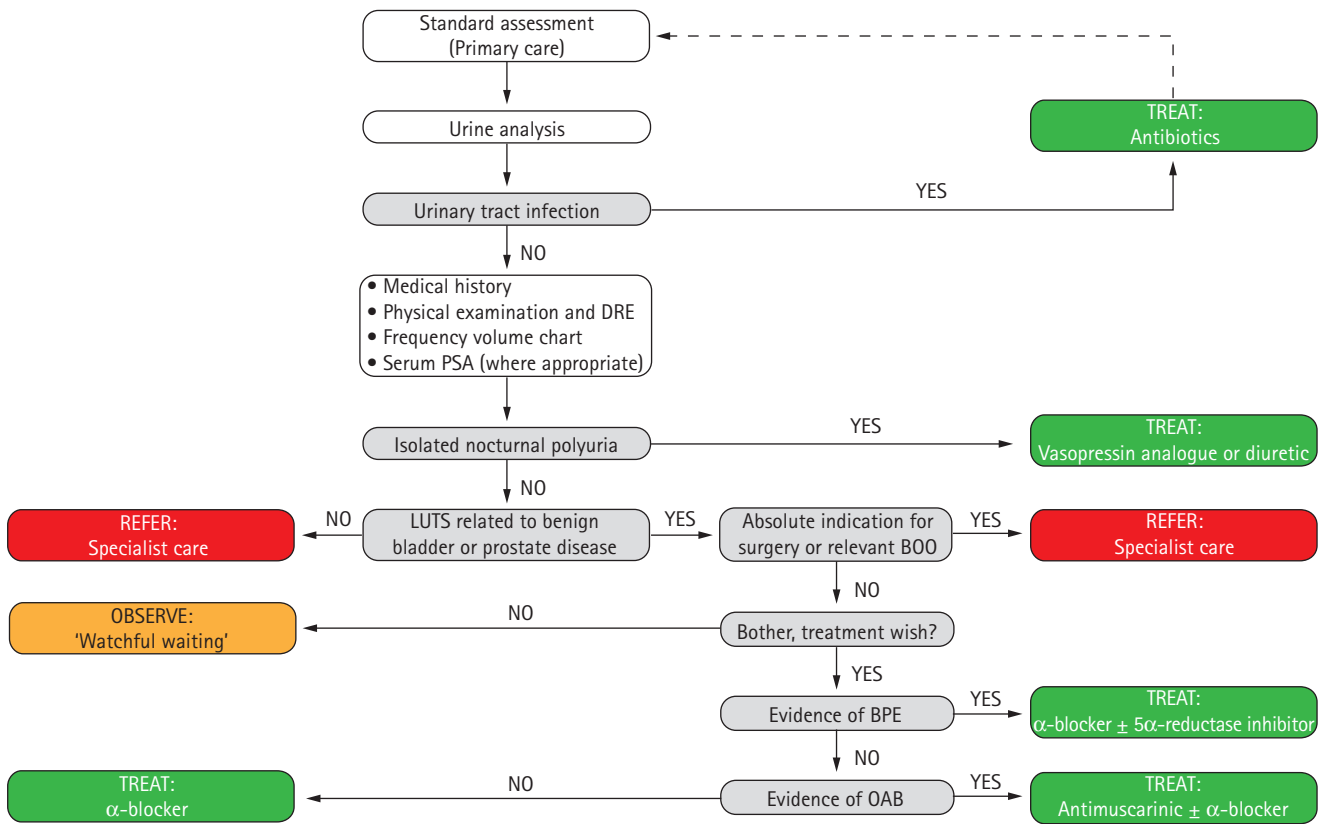 Standard assessment
(Primary care)
Urine analysis
TREAT:
Antibiotics
YES
Urinary tract infection
NO
• Medical history
• Physical examination and DRE
• Frequency volume chart
• Serum PSA (where appropriate)
YES
Isolated nocturnal polyuria
TREAT:
Vasopressin analogue or diuretic
NO
REFER:
Specialist care
NO
LUTS related to benign
bladder or prostate disease
YES
Absolute indication for
surgery or relevant BOO
YES
REFER:
Specialist care
NO
OBSERVE:
'Watchful waiting'
NO
Bother, treatment wish?
YES
Evidence of BPE
YES
TREAT:
α-blocker ± 5α-reductase inhibitor
NO
TREAT:
α-blocker
NO
Evidence of OAB
YES
TREAT:
Antimuscarinic ± α-blocker